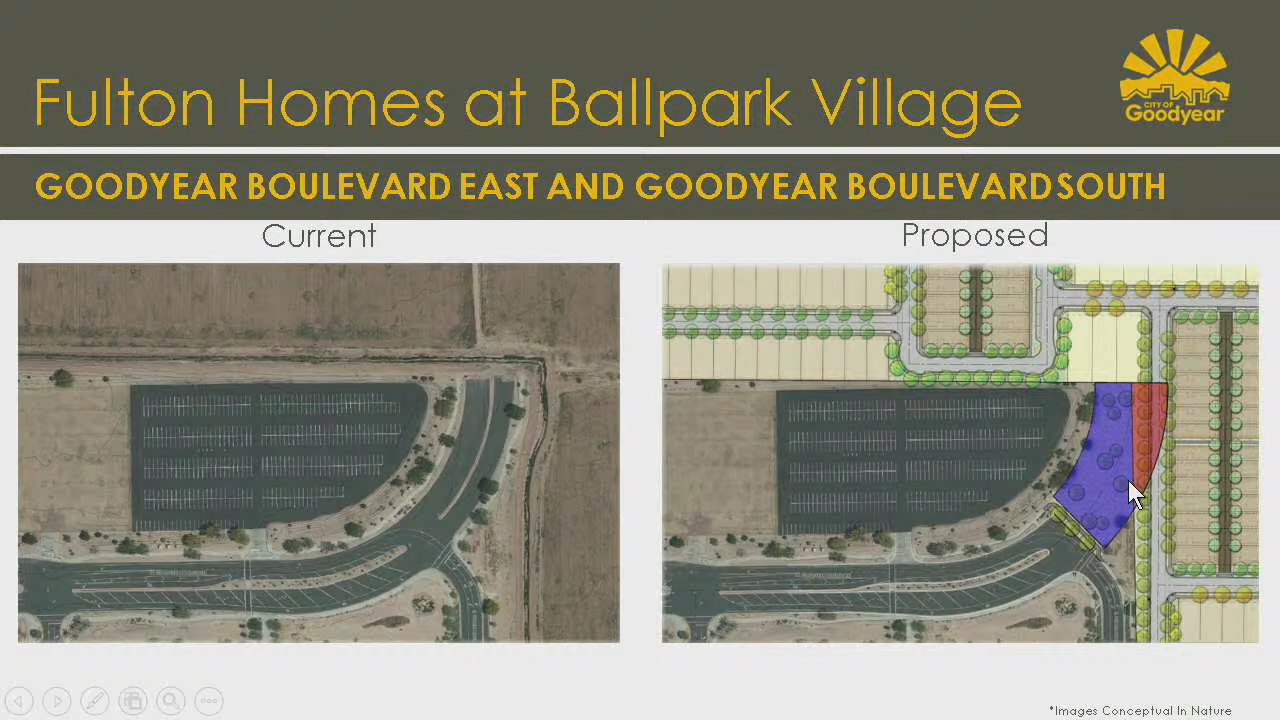 Fulton Homes at Ballpark Village
CITY OF
Goodyear
GOODYEAR BOULEVARD EAST AND GOODYEAR BOULEVARD SOUTH
Current
Proposed
*Images Conceptual In Nature